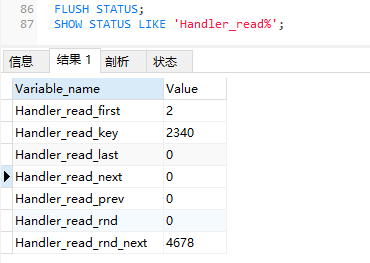 86 FLUSH STATUS;
87 SHOW STATUS LIKE 'Handler_read%';
信息 结果 1 剖析 状态
Variable_name Value
Handler_read_first 2
Handler_read_key 2340
Handler_read_last 0
Handler_read_next 0
Handler_read_prev 0
Handler_read_rnd 0
Handler_read_rnd_next 4678